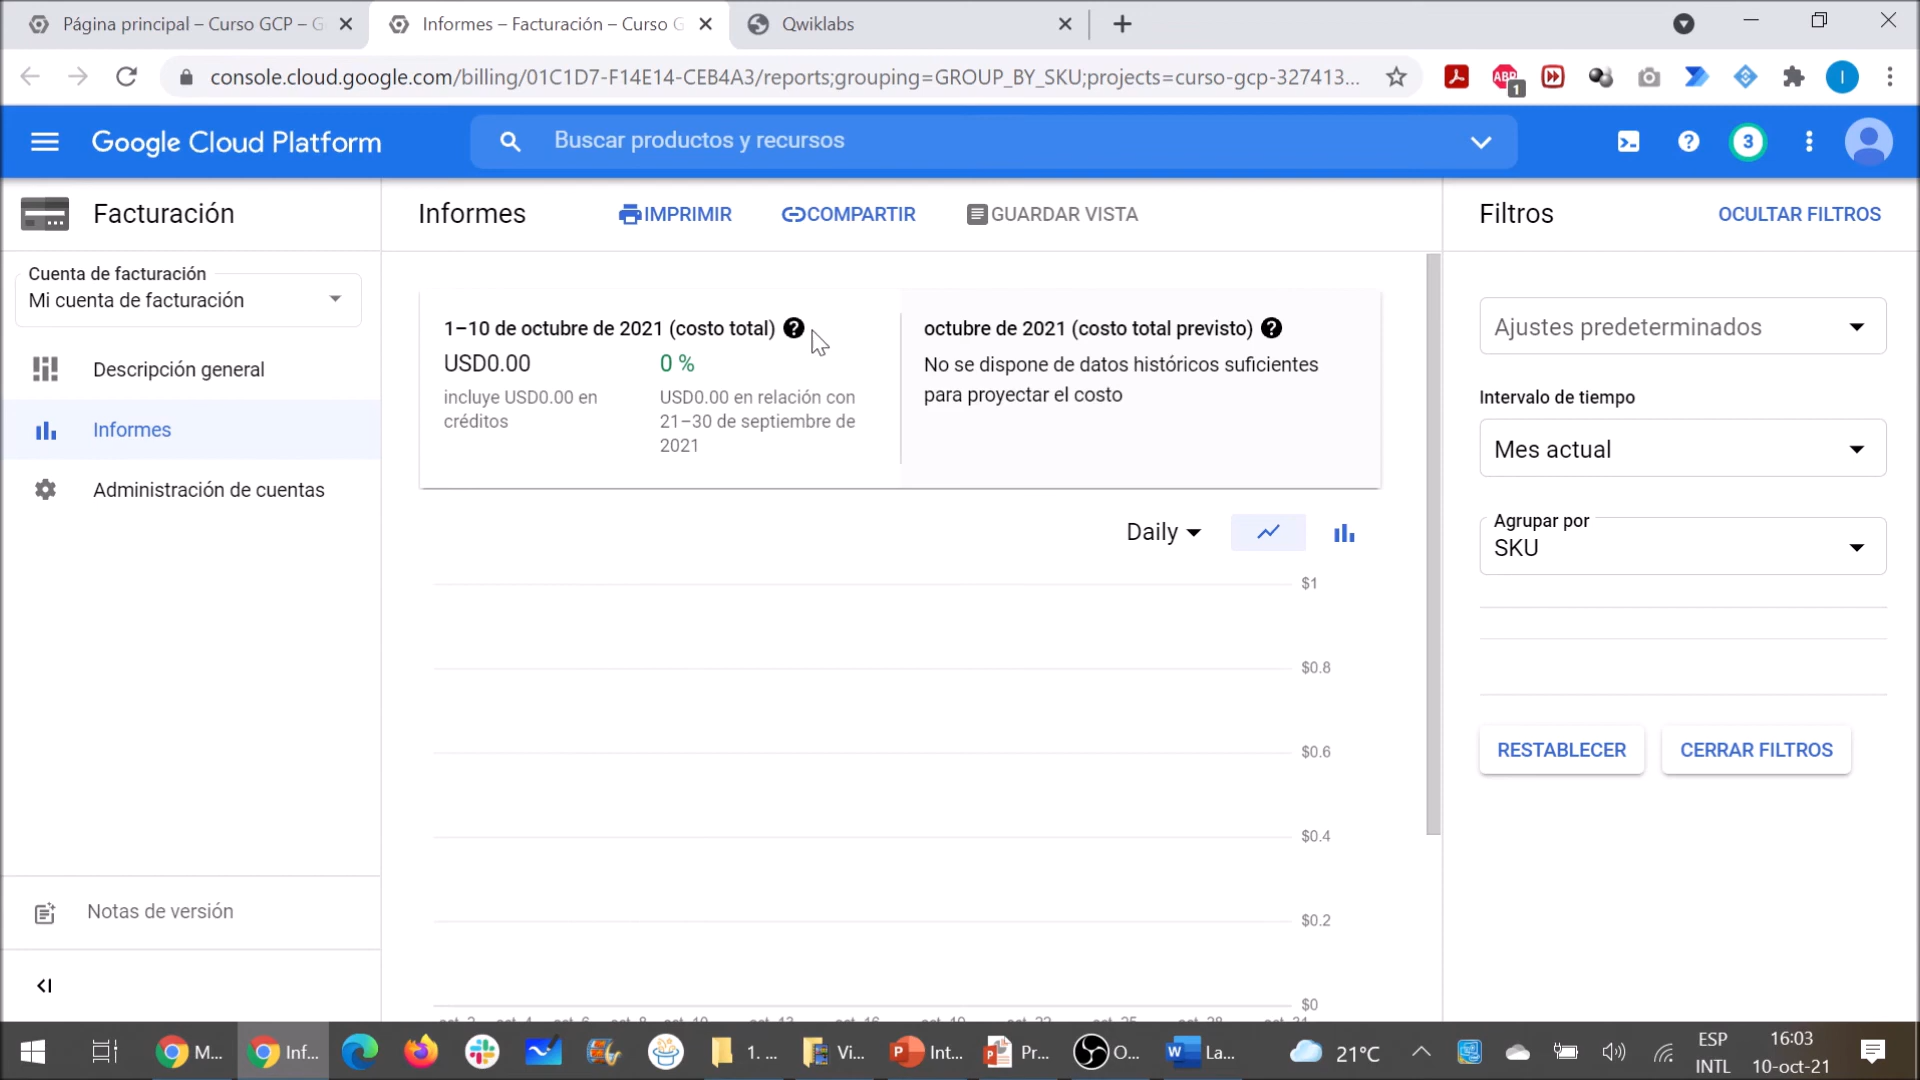 Página principal – Curso GCP – G
Informes – Facturación – Curso G
Qwiklabs
console.cloud.google.com/billing/01C1D7-F14E14-CEB4A3/reports;grouping=GROUP_BY_SKU;projects=curso-gcp-327413...
ABP
1
I
Google Cloud Platform
Buscar productos y recursos
3
Facturación
Informes
IMPRIMIR
COMPARTIR
GUARDAR VISTA
Filtros
OCULTAR FILTROS
Cuenta de facturación
Mi cuenta de facturación
Descripción general
Informes
Administración de cuentas
Notas de versión
1–10 de octubre de 2021 (costo total)
USD0.00
incluye USD0.00 en
créditos
0 %
USD0.00 en relación con
21–30 de septiembre de
2021
octubre de 2021 (costo total previsto)
No se dispone de datos históricos suficientes
para proyectar el costo
Daily
$1
$0.8
$0.6
$0.4
$0.2
$0
Ajustes predeterminados
Intervalo de tiempo
Mes actual
Agrupar por
SKU
RESTABLECER
CERRAR FILTROS
M...
Inf...
1. ...
Vi...
Int...
Pr...
O...
La...
21°C
ESP
INTL
16:03
10-oct-21